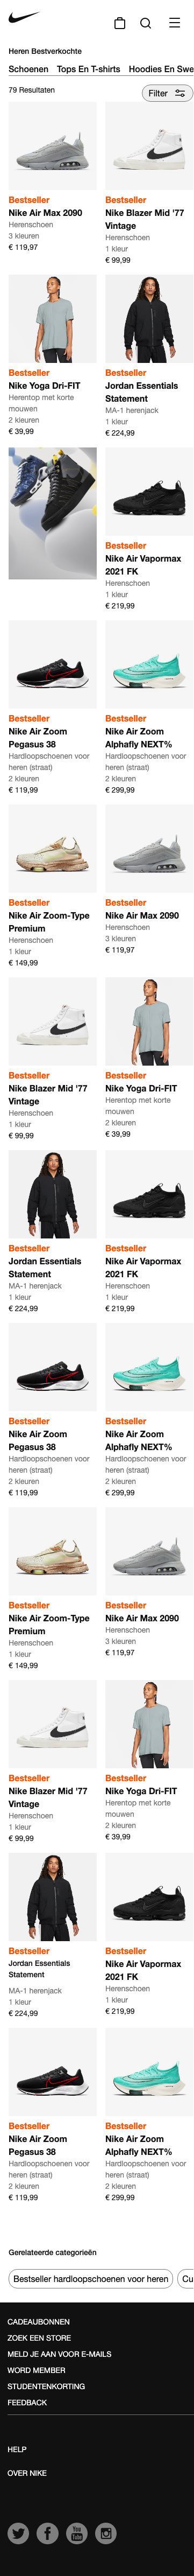 Heren Bestverkochte
Schoenen Tops En T-shirts Hoodies En Swe
79 Resultaten
Filter
Bestseller
Nike Air Max 2090
Herenschoen
3 kleuren
€ 119,97
Bestseller
Nike Blazer Mid '77
Vintage
Herenschoen
1 kleur
€ 99,99
Bestseller
Nike Yoga Dri-FIT
Herentop met korte
mouwen
2 kleuren
€ 39,99
Bestseller
Jordan Essentials
Statement
MA-1 herenjack
1 kleur
€ 224,99
Bestseller
Nike Air Vapormax
2021 FK
Herenschoen
1 kleur
€ 219,99
Bestseller
Nike Air Zoom
Pegasus 38
Hardloopschoenen voor
heren (straat)
2 kleuren
€ 119,99
Bestseller
Nike Air Zoom
Alphafly NEXT%
Hardloopschoenen voor
heren (straat)
2 kleuren
€ 299,99
Bestseller
Nike Air Zoom-Type
Premium
Herenschoen
1 kleur
€ 149,99
Bestseller
Nike Air Max 2090
Herenschoen
3 kleuren
€ 119,97
Bestseller
Nike Blazer Mid '77
Vintage
Herenschoen
1 kleur
€ 99,99
Bestseller
Nike Yoga Dri-FIT
Herentop met korte
mouwen
2 kleuren
€ 39,99
Bestseller
Jordan Essentials
Statement
MA-1 herenjack
1 kleur
€ 224,99
Bestseller
Nike Air Vapormax
2021 FK
Herenschoen
1 kleur
€ 219,99
Bestseller
Nike Air Zoom
Pegasus 38
Hardloopschoenen voor
heren (straat)
2 kleuren
€ 119,99
Bestseller
Nike Air Zoom
Alphafly NEXT%
Hardloopschoenen voor
heren (straat)
2 kleuren
€ 299,99
Bestseller
Nike Air Zoom-Type
Premium
Herenschoen
1 kleur
€ 149,99
Bestseller
Nike Air Max 2090
Herenschoen
3 kleuren
€ 119,97
Bestseller
Nike Blazer Mid '77
Vintage
Herenschoen
1 kleur
€ 99,99
Bestseller
Nike Yoga Dri-FIT
Herentop met korte
mouwen
2 kleuren
€ 39,99
Bestseller
Jordan Essentials
Statement
MA-1 herenjack
1 kleur
€ 224,99
Bestseller
Nike Air Vapormax
2021 FK
Herenschoen
1 kleur
€ 219,99
Bestseller
Nike Air Zoom
Pegasus 38
Hardloopschoenen voor
heren (straat)
2 kleuren
€ 119,99
Bestseller
Nike Air Zoom
Alphafly NEXT%
Hardloopschoenen voor
heren (straat)
2 kleuren
€ 299,99
Gerelateerde categorieën
Bestseller hardloopschoenen voor heren Cu
CADEAUBONNEN
ZOEK EEN STORE
MELD JE AAN VOOR E-MAILS
WORD MEMBER
STUDENTENKORTING
FEEDBACK
HELP
OVER NIKE
You
Tube